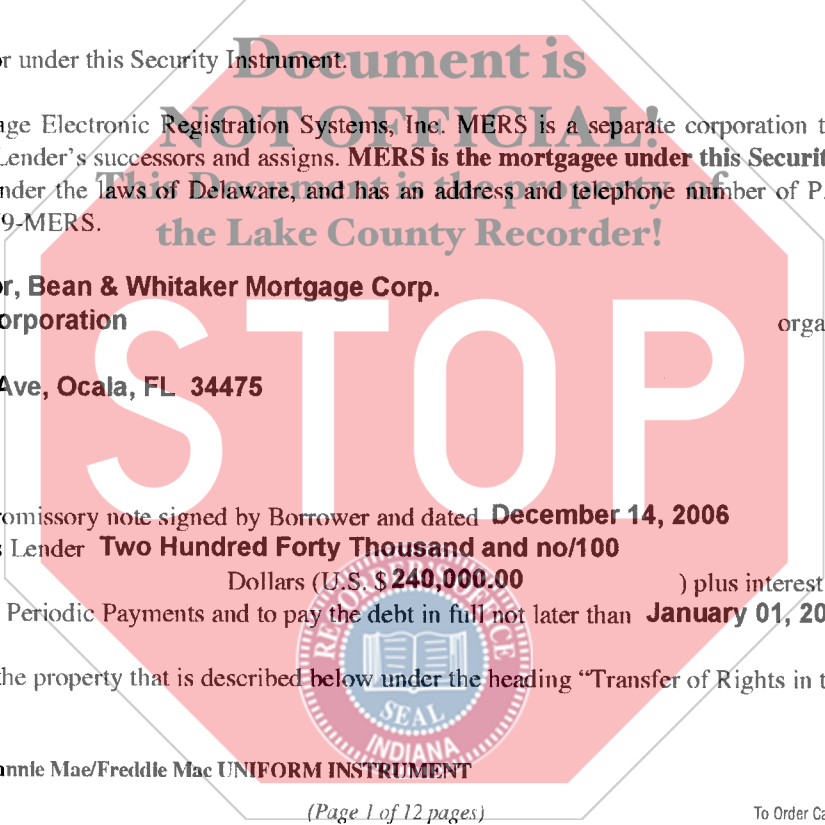 Document is
r under this Security Instrument.
NOT OFFICIAL!
age Electronic Registration Systems, Inc. MERS is a separate corporation t
Lender's successors and assigns. MERS is the mortgagee under this Securit
This Document is the property of
nder the laws of Delaware, and has an address and telephone number of P.
9-MERS.
the Lake County Recorder!
r, Bean & Whitaker Mortgage Corp.
orporation
orga
Ave, Ocala, FL 34475
STOP
omissory note signed by Borrower and dated December 14, 2006
s Lender Two Hundred Forty Thousand and no/100
Dollars (U.S. $ 240,000.00 ) plus interest
Periodic Payments and to pay the debt in full not later than January 01, 20
RECORDER'S OFFICE
the property that is described below under the heading “Transfer of Rights in t
SEAL
INDIANA
annie Mae/Freddie Mac UNIFORM INSTRUMENT
(Page 1 of 12 pages)
To Order Ca